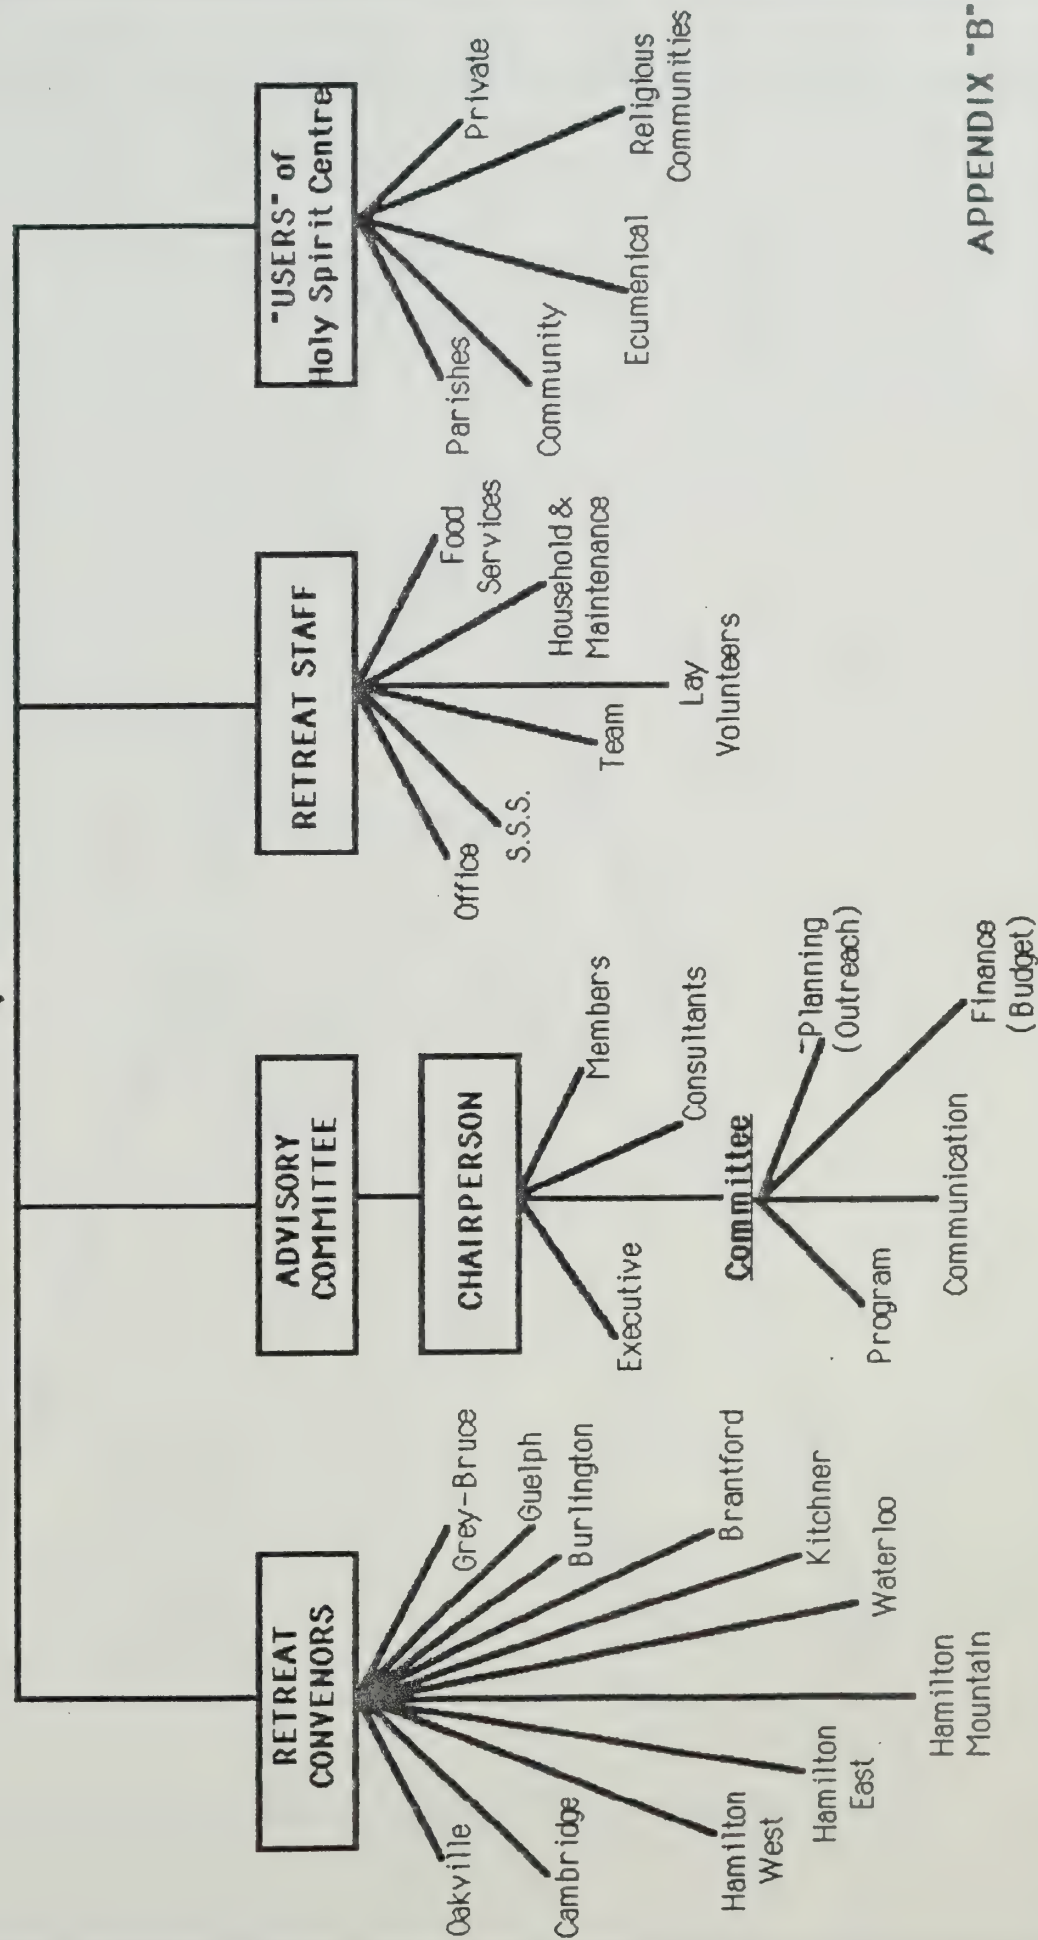 RETREAT
CONVENORS
Oakville
Cambridge
Hamilton
West
Hamilton
East
Hamilton
Mountain
Waterloo
Kitchner
Brantford
Burlington
Guelph
Grey-Bruce
ADVISORY
COMMITTEE
CHAIRPERSON
Executive
Committee
Consultants
Members
Program
Communication
Finance
(Budget)
-Planning
(Outreach)
RETREAT STAFF
Office
S.S.S.
Team
Lay
Volunteers
Household &
Maintenance
Food
Services
"USERS" of
Holy Spirit Centre
Parishes
Community
Ecumenical
Religious
Communities
Private
APPENDIX "B"